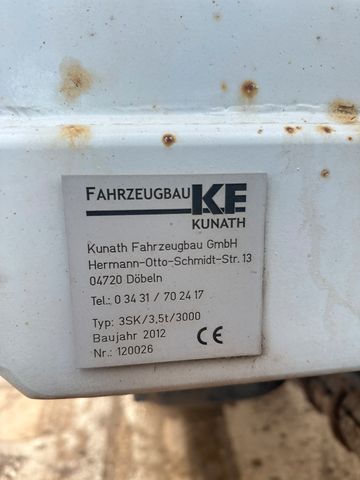 FAHRZEUGBAU KE
KUNATH
Kunath Fahrzeugbau GmbH
Hermann-Otto-Schmidt-Str. 13
04720 Döbeln
Tel.: 0 34 31 / 70 24 17
Typ: 3SK/3,5t/3000
Baujahr 2012 CE
Nr.: 120026